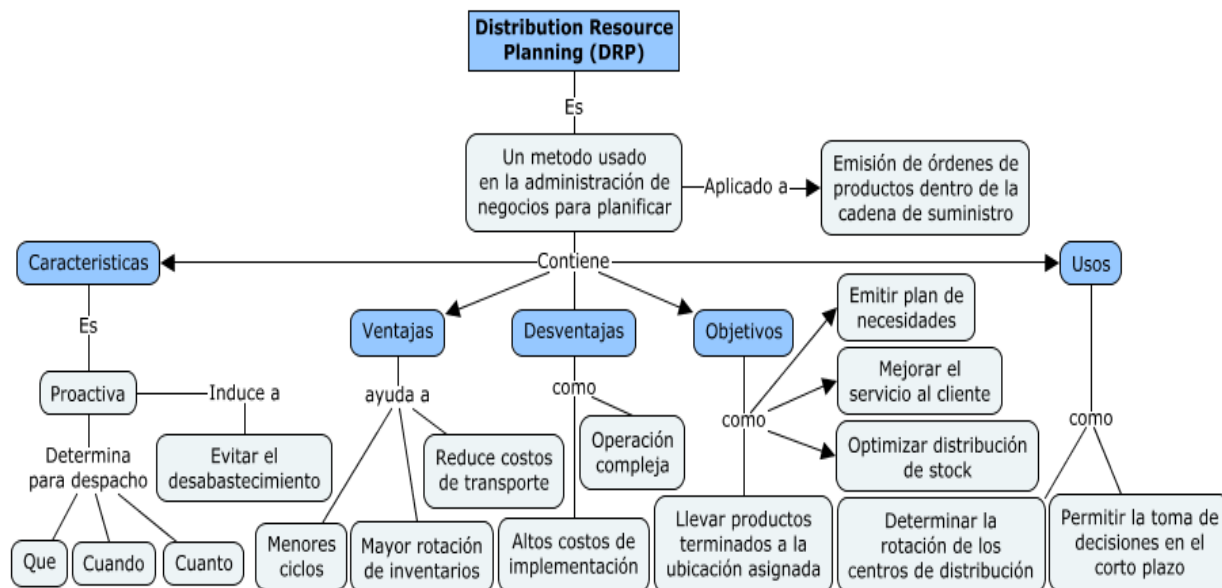 Distribution Resource
Planning (DRP)
Es
Un metodo usado
en la administración de
negocios para planificar
Aplicado a
Emisión de órdenes de
productos dentro de la
cadena de suministro
Contiene
Caracteristicas
Es
Proactiva
Induce a
Evitar el
desabastecimiento
Determina
para despacho
Que
Cuando
Cuanto
Ventajas
ayuda a
Menores
ciclos
Mayor rotación
de inventarios
Reduce costos
de transporte
Desventajas
como
Operación
compleja
Altos costos de
implementación
Objetivos
como
Emitir plan de
necesidades
Mejorar el
servicio al cliente
Optimizar distribución
de stock
Llevar productos
terminados a la
ubicación asignada
Usos
como
Determinar la
rotación de los
centros de distribución
Permitir la toma de
decisiones en el
corto plazo